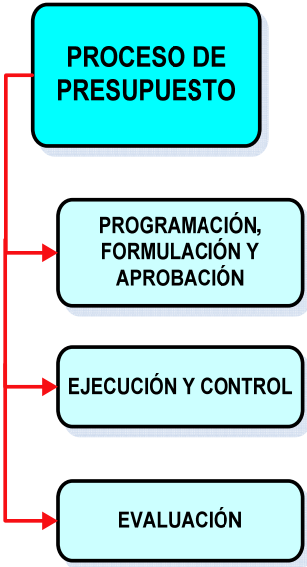 PROCESO DE
PRESUPUESTO
PROGRAMACIÓN,
FORMULACIÓN Y
APROBACIÓN
EJECUCIÓN Y CONTROL
EVALUACIÓN